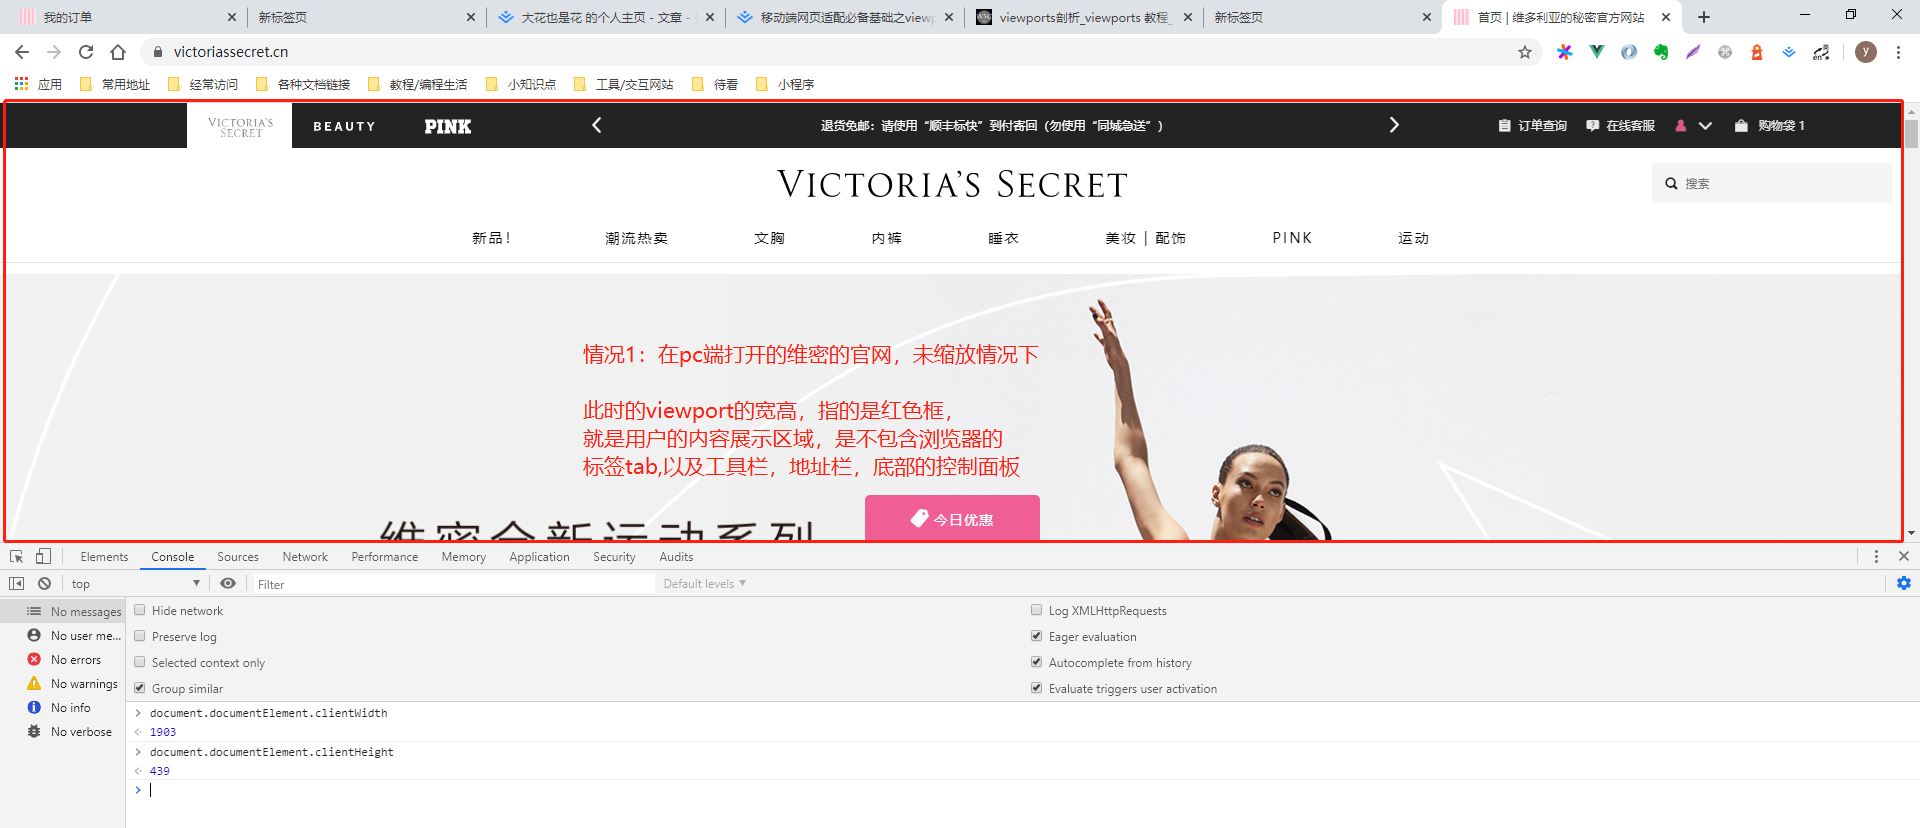 我的订单
新标签页
大花也是花 的个人主页 - 文章 -
移动端网页适配必备基础之view
viewports剖析_viewports 教程_
新标签页
首页 | 维多利亚的秘密官方网站
victoriassecret.cn
en
y
应用
常用地址
经常访问
各种文档链接
教程/编程生活
小知识点
工具/交互网站
待看
小程序
VICTORIA'S
SECRET
BEAUTY
PINK
退货免邮：请使用“顺丰标快”到付寄回（勿使用“同城急送”）
订单查询
在线客服
购物袋 1
VICTORIA'S SECRET
搜索
新品！
潮流热卖
文胸
内裤
睡衣
美妆 | 配饰
PINK
运动
情况1：在pc端打开的维密的官网，未缩放情况下
此时的viewport的宽高，指的是红色框，
就是用户的内容展示区域，是不包含浏览器的
标签tab,以及工具栏，地址栏，底部的控制面板
今日优惠
维密全新运动系列
Elements
Console
Sources
Network
Performance
Memory
Application
Security
Audits
top
Filter
Default levels
No messages
No user me...
No errors
No warnings
No info
No verbose
Hide network
Preserve log
Selected context only
Group similar
Log XMLHttpRequests
Eager evaluation
Autocomplete from history
Evaluate triggers user activation
document.documentElement.clientWidth
1903
document.documentElement.clientHeight
439